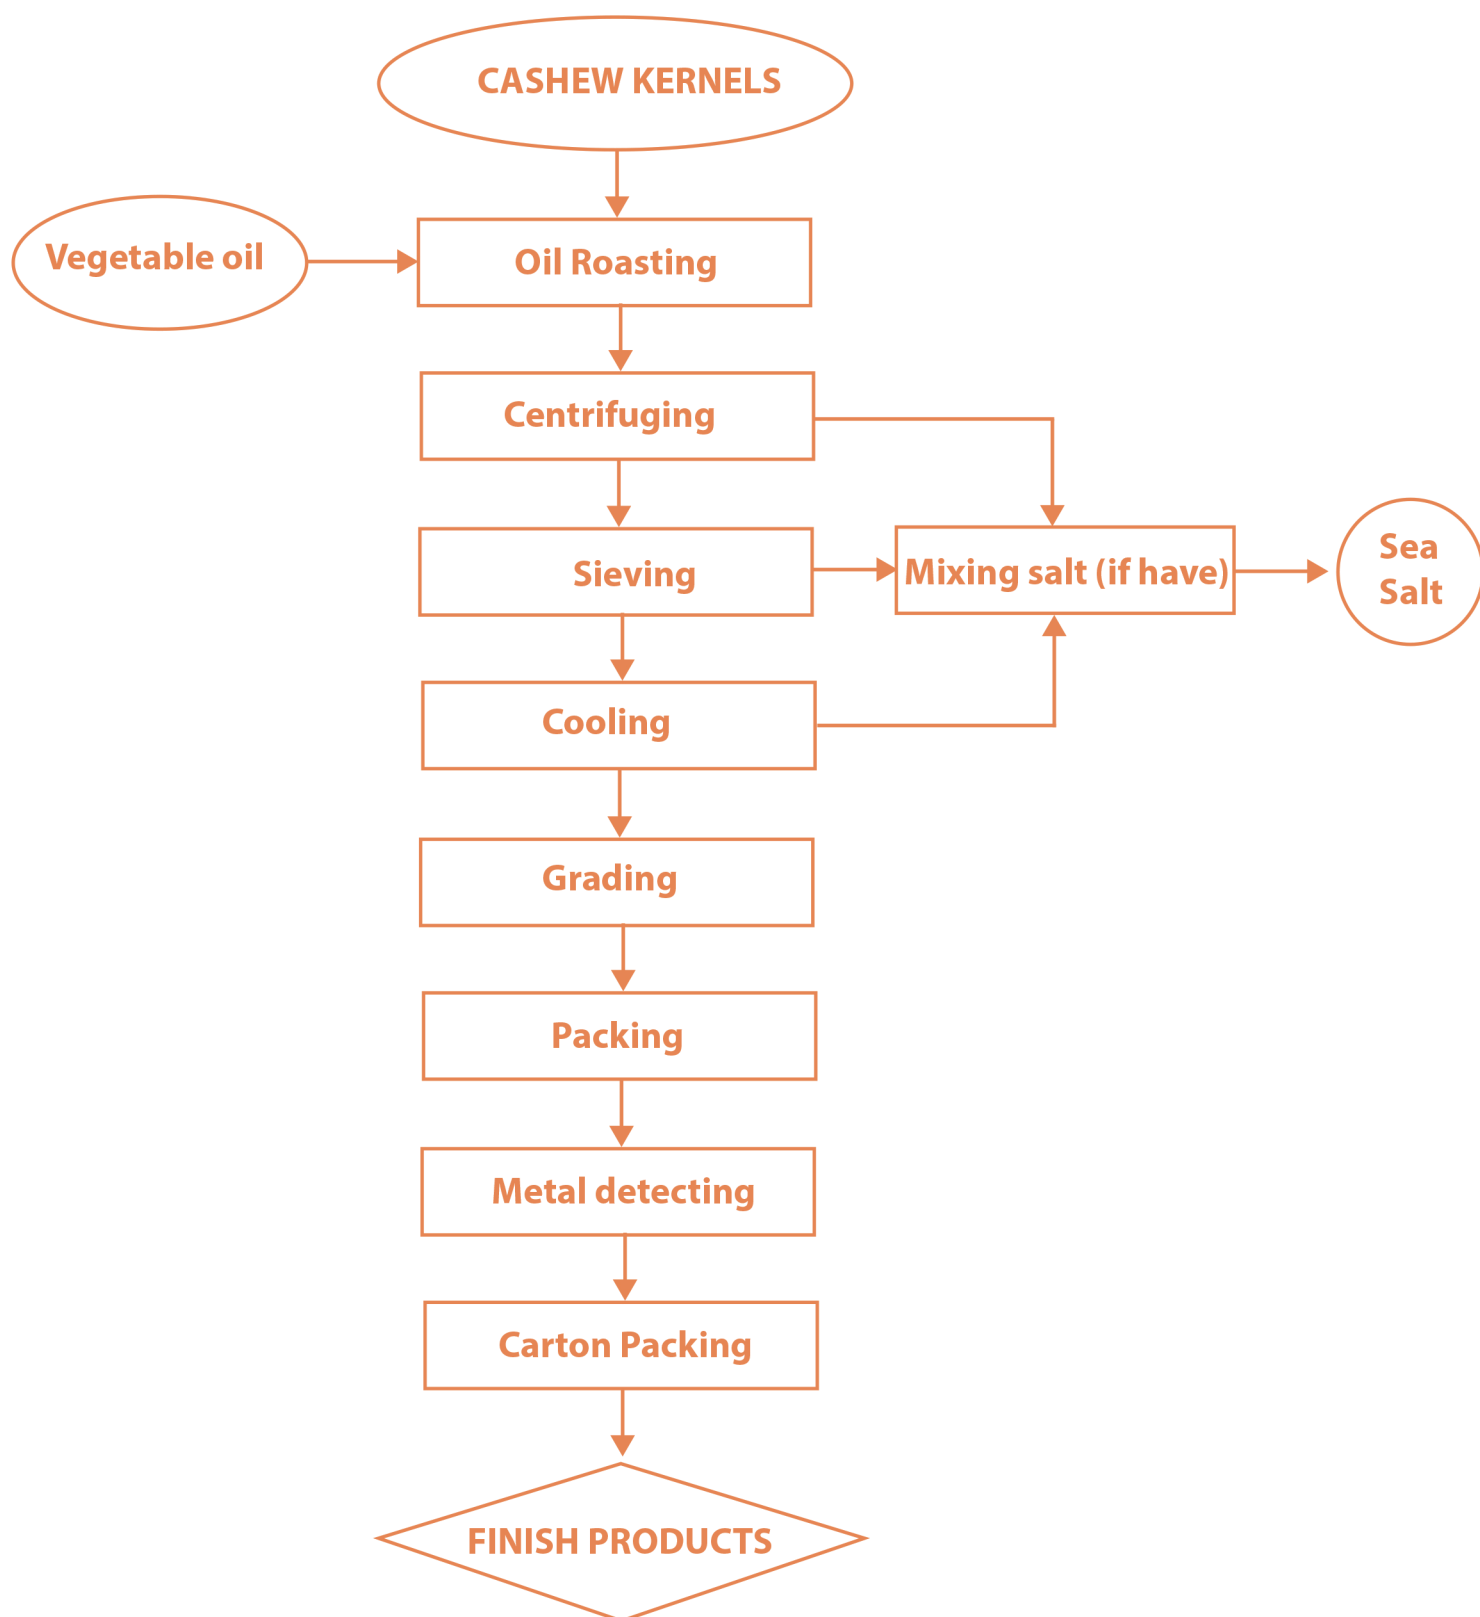 CASHEW KERNELS
Vegetable oil
Oil Roasting
Centrifuging
Sieving
Mixing salt (if have)
Sea
Salt
Cooling
Grading
Packing
Metal detecting
Carton Packing
FINISH PRODUCTS